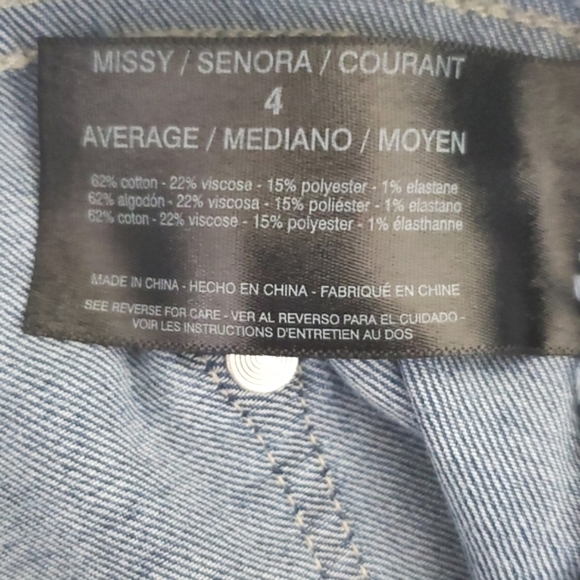 MISSY / SENORA / COURANT
4
AVERAGE / MEDIANO / MOYEN
62% cotton - 22% viscose - 15% polyester - 1% elastane
62% algodón - 22% viscosa - 15% poliéster - 1% elastano
62% coton - 22% viscose - 15% polyester - 1% élasthanne
MADE IN CHINA - HECHO EN CHINA - FABRIQUÉ EN CHINE
SEE REVERSE FOR CARE - VER AL REVERSO PARA EL CUIDADO -
VOIR LES INSTRUCTIONS D'ENTRETIEN AU DOS